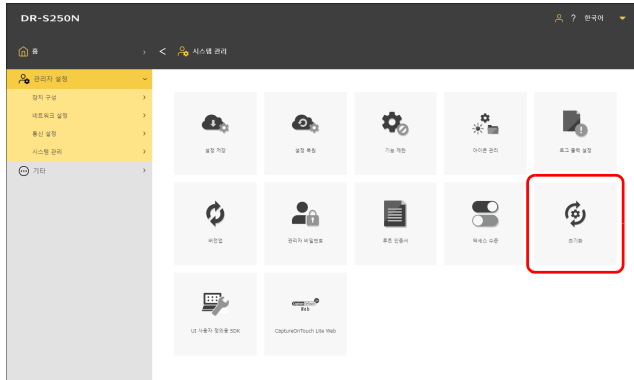 DR-S250N
? 한국어
홈
시스템 관리
관리자 설정
장치 구성
네트워크 설정
통신 설정
시스템 관리
기타
설정 저장
설정 복원
기능 제한
아이콘 관리
로그 출력 설정
버전업
관리자 비밀번호
루트 인증서
액세스 수준
초기화
UI 사용자 정의용 SDK
CaptureOnTouch Lite Web